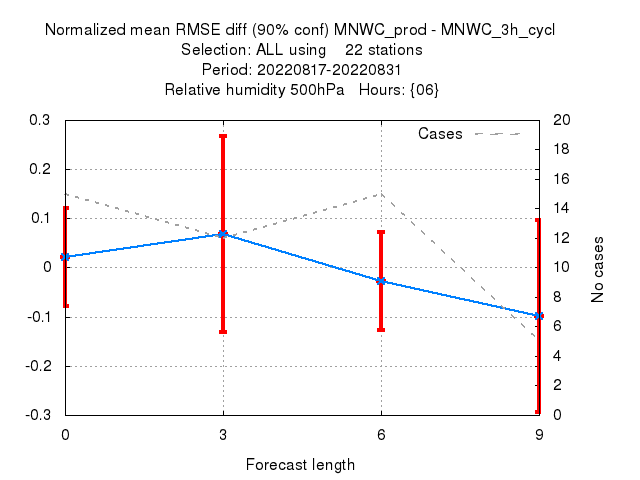 Normalized mean RMSE diff (90% conf) MNWC_prod - MNWC_3h_cycl
Selection: ALL using 22 stations
Period: 20220817-20220831
Relative humidity 500hPa Hours: {06}
Cases
0.3
0.2
0.1
0
-0.1
-0.2
-0.3
20
18
16
14
12
10
8
6
4
2
0
No cases
0 3 6 9
Forecast length